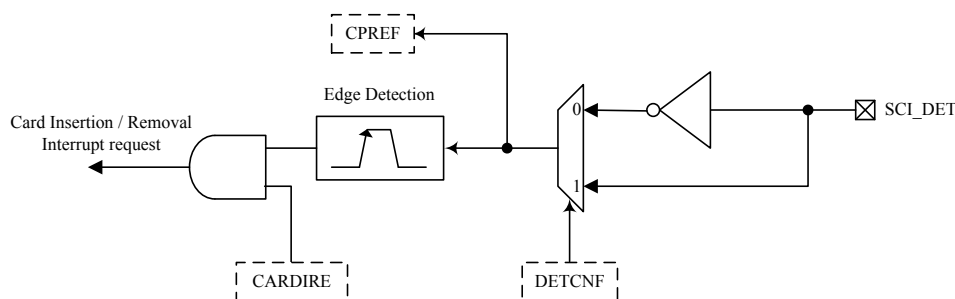 CPREF
Edge Detection
Card Insertion / Removal
Interrupt request
0
SCI_DET
1
CARDIRE
DETCNF